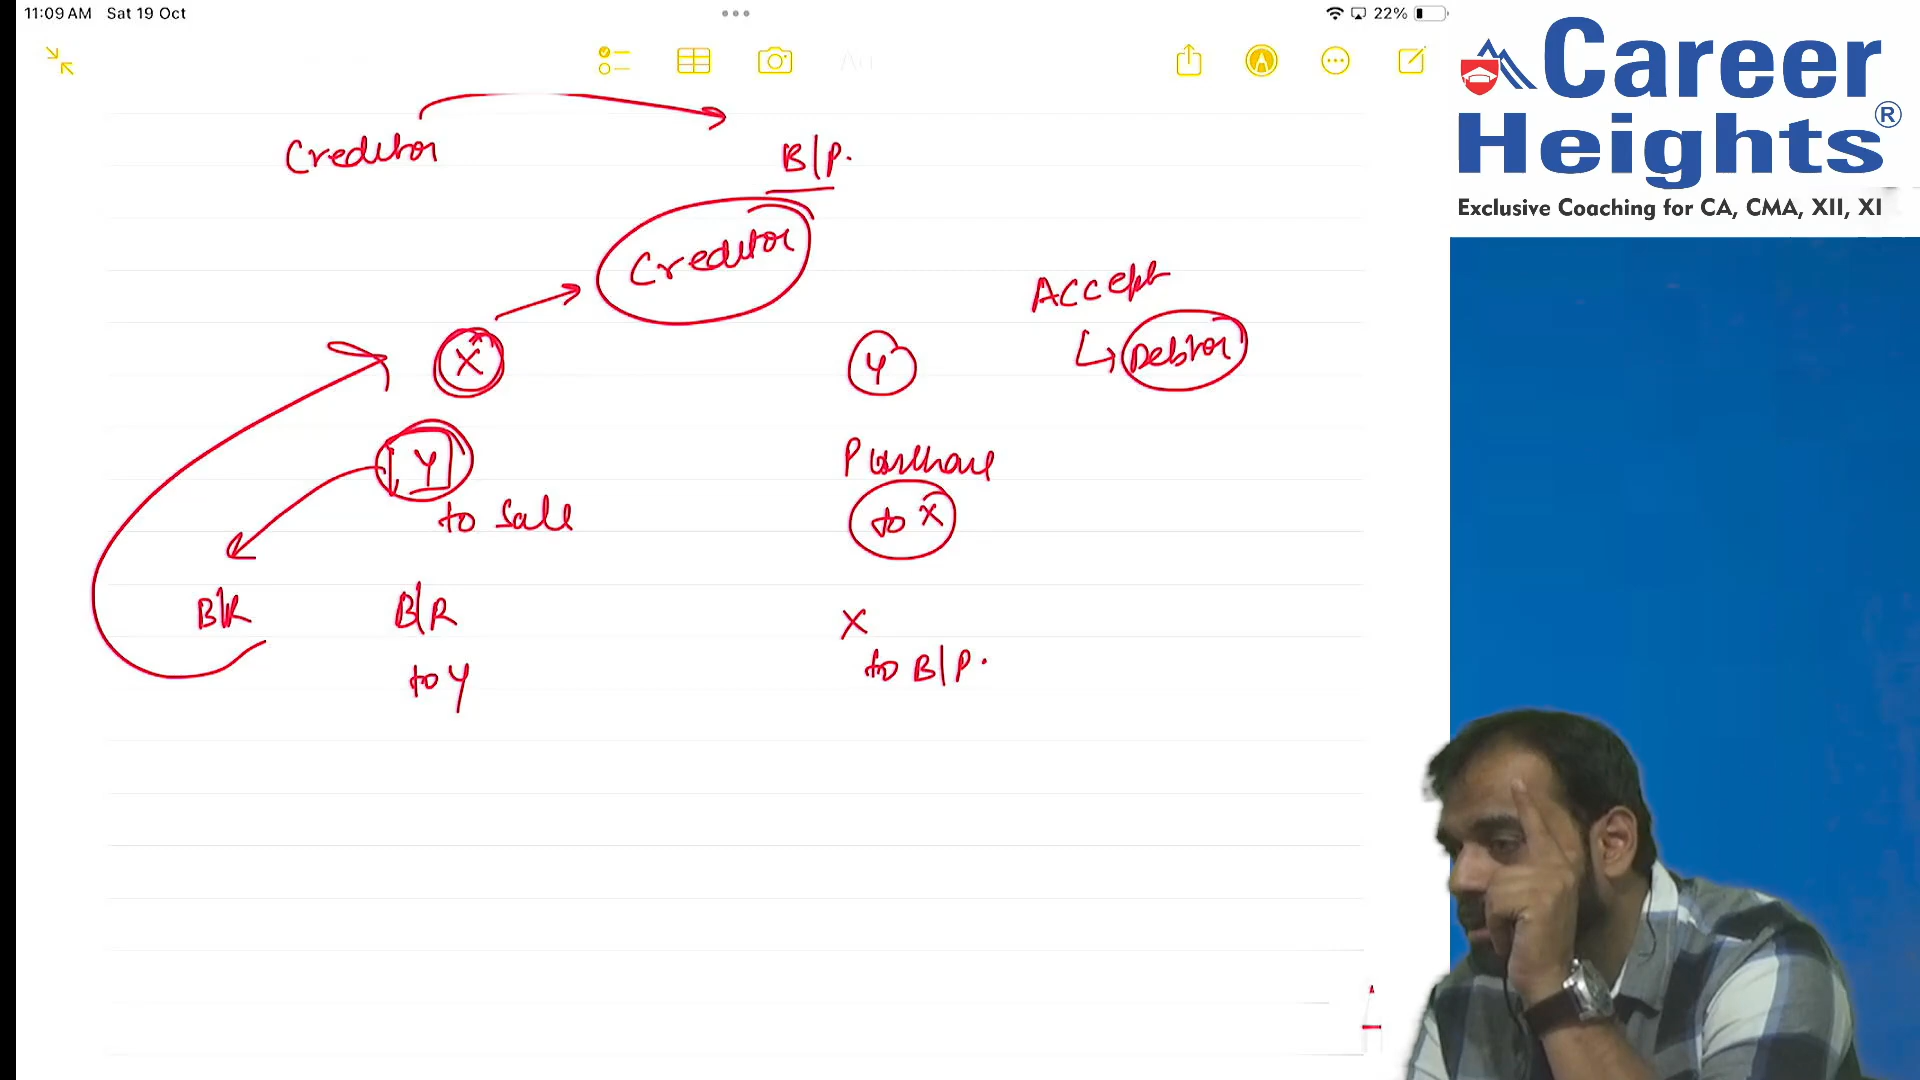 11:09 AM Sat 19 Oct
22%
Career
Heights®
Exclusive Coaching for CA, CMA, XII, XI
Creditor
B/P.
Creditor
Accept
Debtor
X
Y
Y
to Sale
Purchase
to X
B/R
B/R
to Y
X
to B/P.